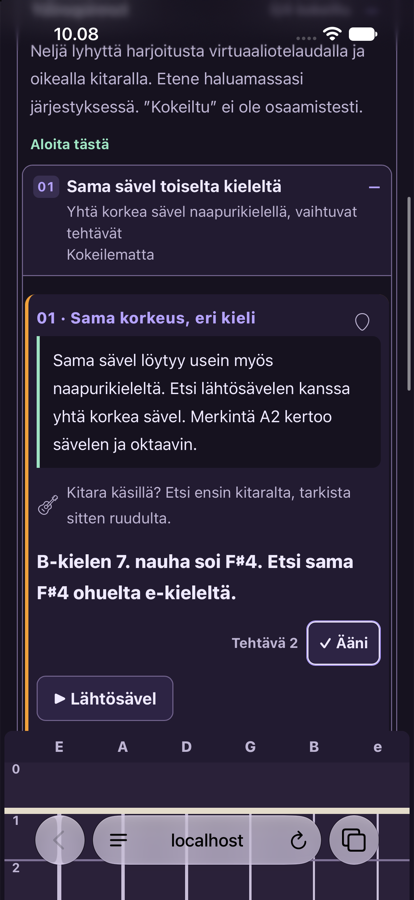 10.08
Neljä lyhyttä harjoitusta virtuaaliotelaudalla ja
oikealla kitaralla. Etene haluamassasi
järjestyksessä. ”Kokeiltu” ei ole osaamistesti.
Aloita tästä
01 Sama sävel toiselta kieleltä –
Yhtä korkea sävel naapurikielellä, vaihtuvat
tehtävät
Kokeilematta
01 · Sama korkeus, eri kieli
Sama sävel löytyy usein myös
naapurikieleltä. Etsi lähtösävelen kanssa
yhtä korkea sävel. Merkintä A2 kertoo
sävelen ja oktaavin.
Kitara käsillä? Etsi ensin kitaralta, tarkista
sitten ruudulta.
B-kielen 7. nauha soi F♯4. Etsi sama
F♯4 ohuelta e-kieleltä.
Tehtävä 2 ✓ Ääni
▶ Lähtösävel
E A D G B e
0
1
localhost
2